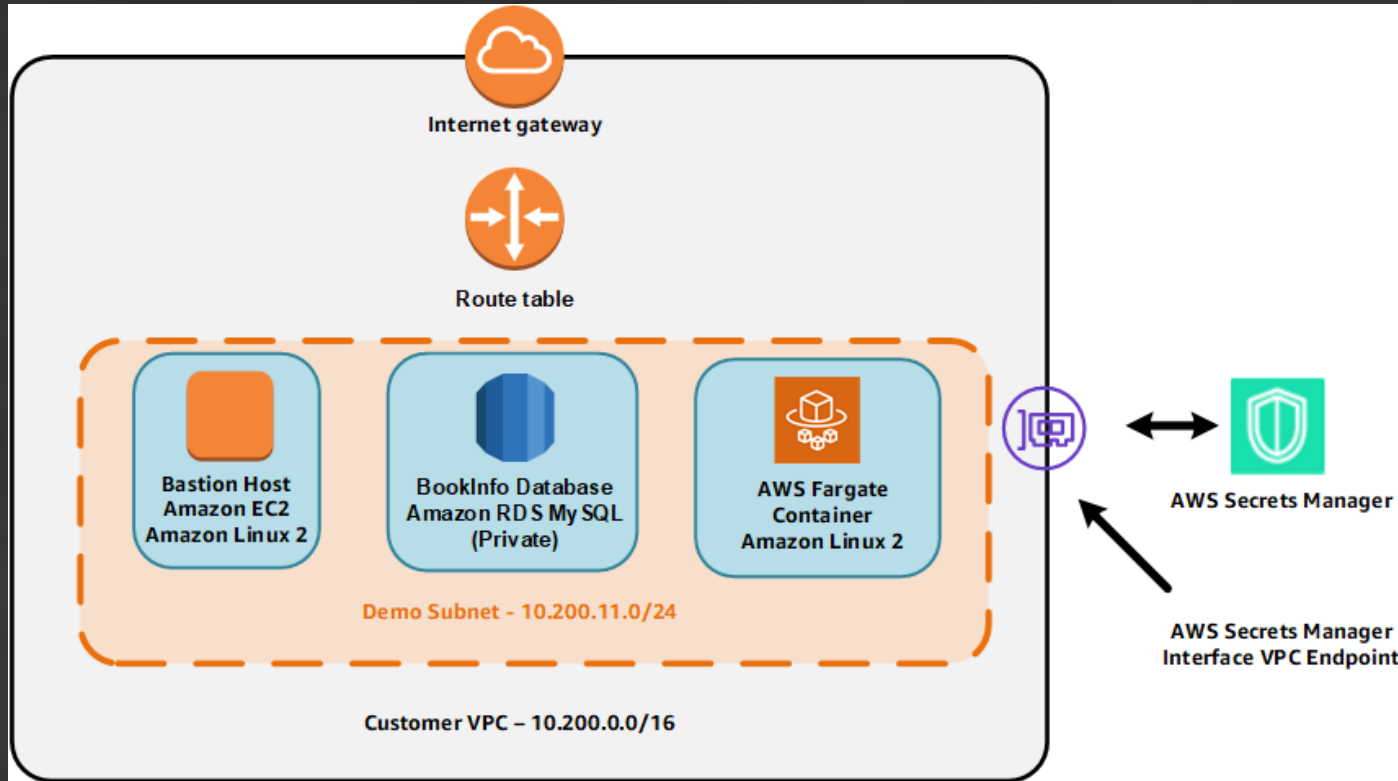 Internet gateway
Route table
Bastion Host
Amazon EC2
Amazon Linux 2
BookInfo Database
Amazon RDS MySQL
(Private)
AWS Fargate
Container
Amazon Linux 2
Demo Subnet - 10.200.11.0/24
Customer VPC – 10.200.0.0/16
AWS Secrets Manager
AWS Secrets Manager
Interface VPC Endpoint